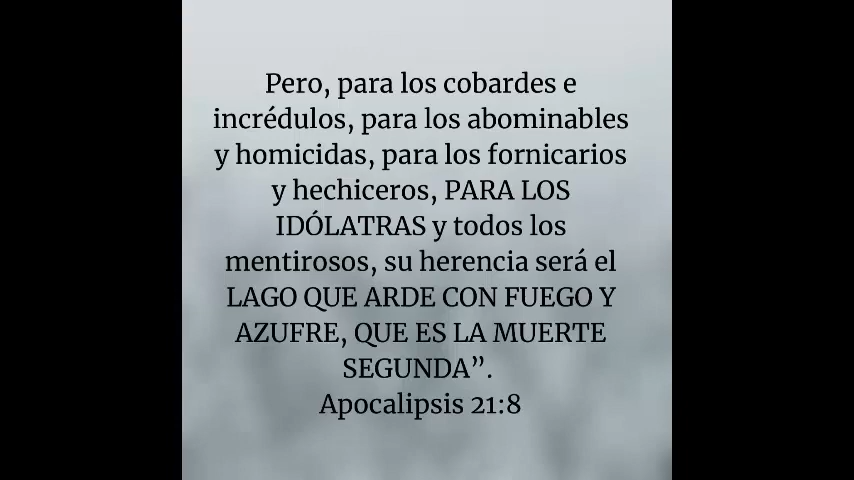 Pero, para los cobardes e
incrédulos, para los abominables
y homicidas, para los fornicarios
y hechiceros, PARA LOS
IDÓLATRAS y todos los
mentirosos, su herencia será el
LAGO QUE ARDE CON FUEGO Y
AZUFRE, QUE ES LA MUERTE
SEGUNDA”.
Apocalipsis 21:8